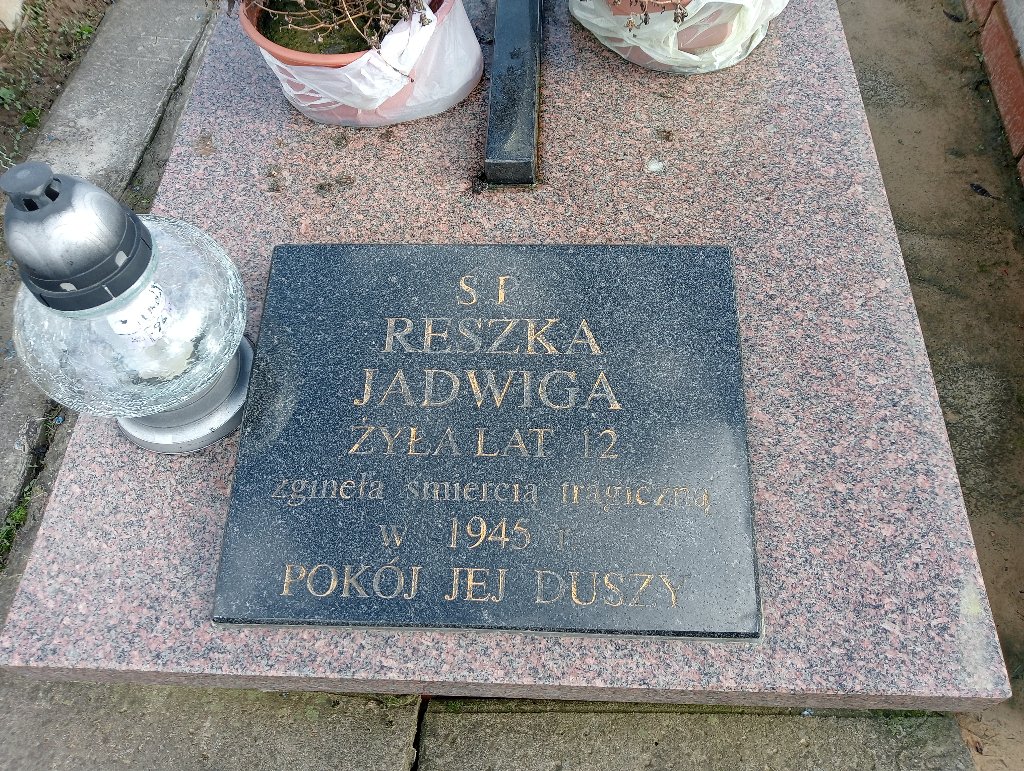 Ś P
RESZKA
JADWIGA
ŻYŁA LAT 12
zginęła śmiercią tragiczną
w 1945 r
POKÓJ JEJ DUSZY